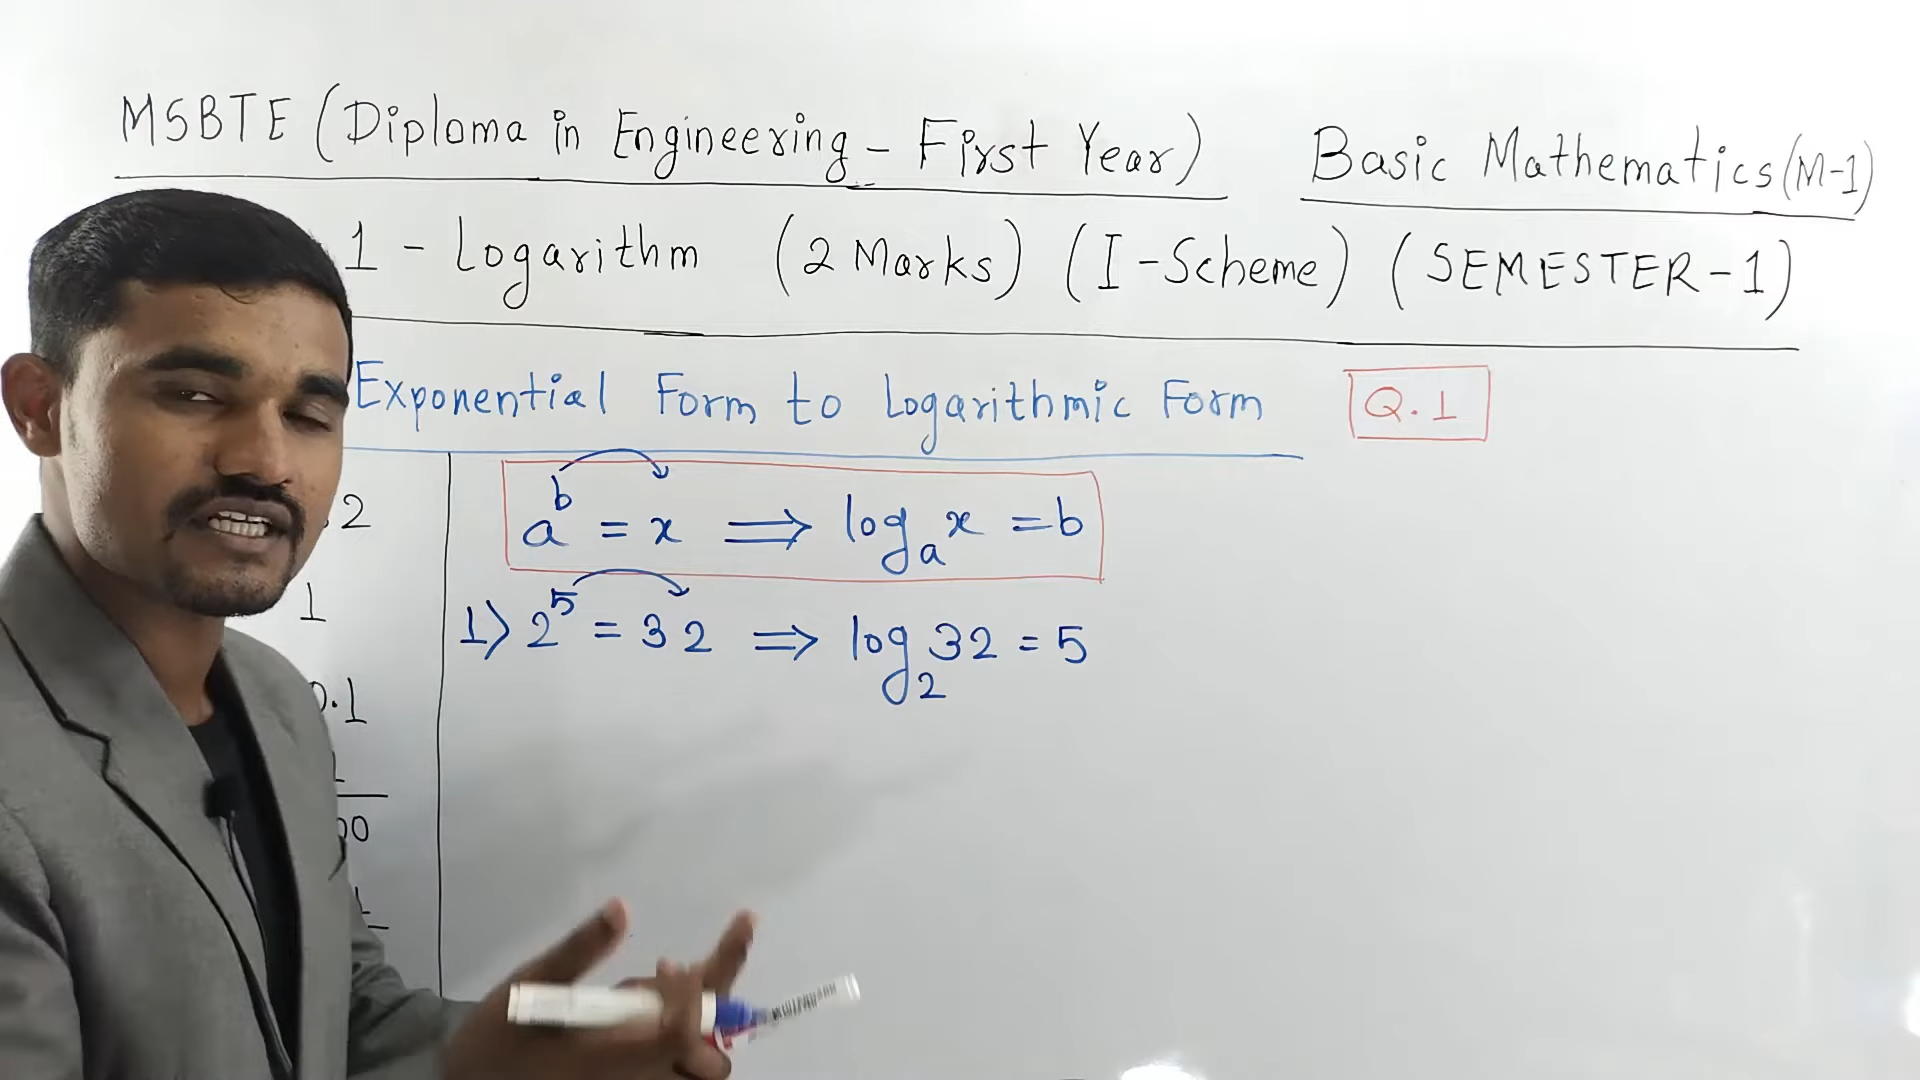 MSBTE (Diploma in Engineering - First Year) Basic Mathematics (M-1)
1 - Logarithm (2 Marks) (I-Scheme) (SEMESTER-1)
Exponential Form to Logarithmic Form Q.1
a^b = x ⟹ log_a x = b
1) 2^5 = 32 ⟹ log_2 32 = 5
.2
1
0.1
1
00